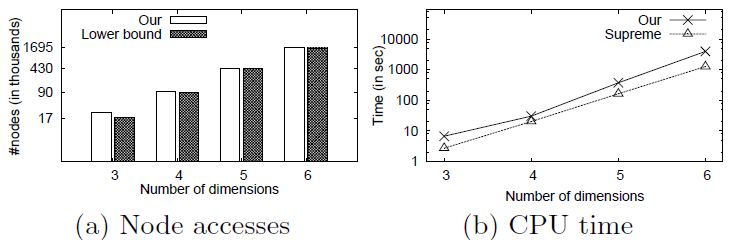 Our
Lower bound
#nodes (in thousands)
1695
430
90
17
3 4 5 6
Number of dimensions
(a) Node accesses
Our
Supreme
Time (in sec)
10000
1000
100
10
1
3 4 5 6
Number of dimensions
(b) CPU time